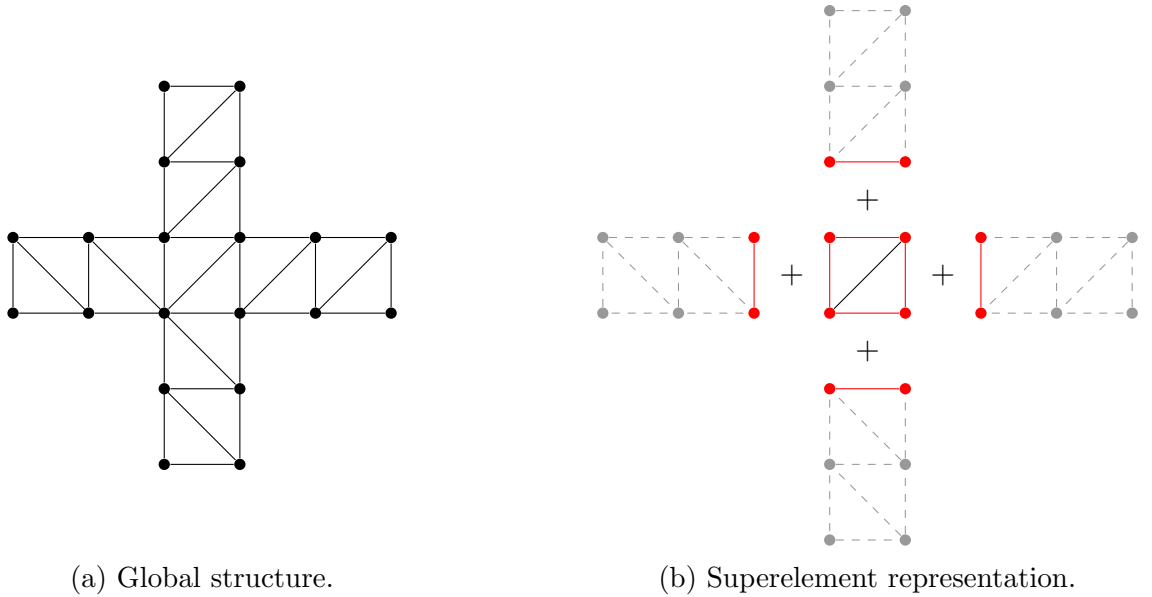 +
+ +
+
(a) Global structure.
(b) Superelement representation.